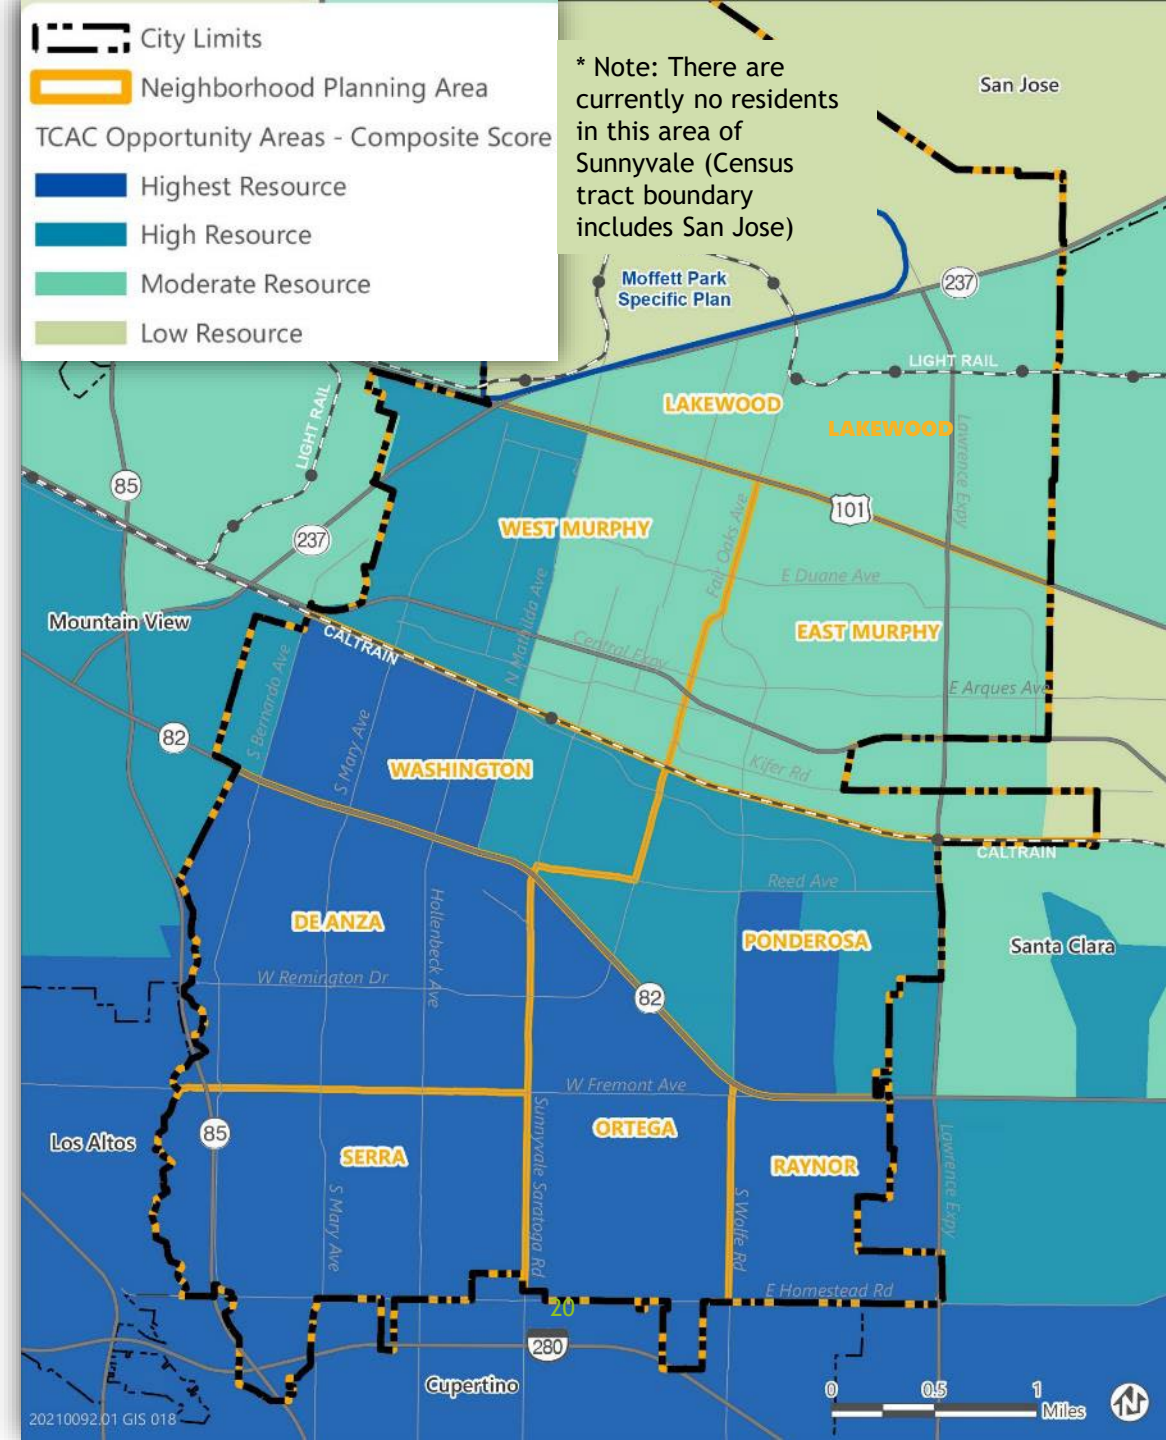 City Limits
Neighborhood Planning Area
TCAC Opportunity Areas - Composite Score
Highest Resource
High Resource
Moderate Resource
Low Resource
* Note: There are
currently no residents
in this area of
Sunnyvale (Census
tract boundary
includes San Jose)
San Jose
Moffett Park
Specific Plan
237
LIGHT RAIL
LAKEWOOD
LAKEWOOD
Lawrence Expy
LIGHT RAIL
85
237
101
WEST MURPHY
Fair Oaks Ave
E Duane Ave
Mountain View
CALTRAIN
N Mathilda Ave
Central Expy
EAST MURPHY
E Arques Ave
S Bernardo Ave
S Mary Ave
82
WASHINGTON
Kifer Rd
CALTRAIN
Reed Ave
DE ANZA
Hollenbeck Ave
PONDEROSA
Santa Clara
W Remington Dr
82
W Fremont Ave
Los Altos
85
SERRA
Sunnyvale Saratoga Rd
ORTEGA
RAYNOR
Lawrence Expy
S Mary Ave
S Wolfe Rd
E Homestead Rd
20
280
Cupertino
0 0.5 1
Miles
N
20210092.01 GIS 018